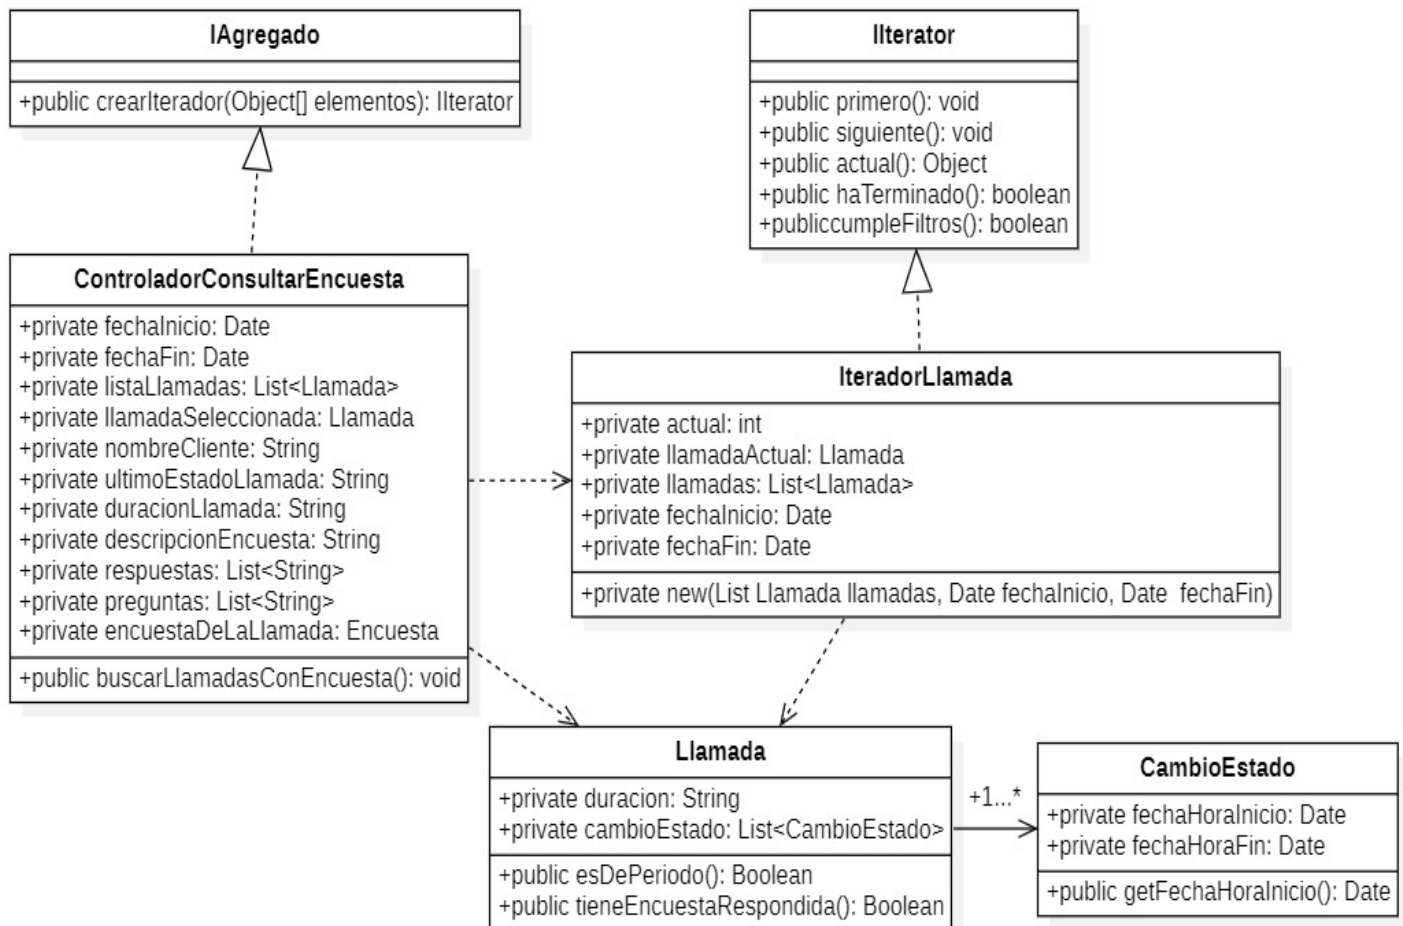 IAgregado
+public crearIterador(Object[] elementos): IIterator
IIterator
+public primero(): void
+public siguiente(): void
+public actual(): Object
+public haTerminado(): boolean
+publiccumpleFiltros(): boolean
ControladorConsultarEncuesta
+private fechaInicio: Date
+private fechaFin: Date
+private listaLlamadas: List<Llamada>
+private llamadaSeleccionada: Llamada
+private nombreCliente: String
+private ultimoEstadoLlamada: String
+private duracionLlamada: String
+private descripcionEncuesta: String
+private respuestas: List<String>
+private preguntas: List<String>
+private encuestaDeLaLlamada: Encuesta
+public buscarLlamadasConEncuesta(): void
IteradorLlamada
+private actual: int
+private llamadaActual: Llamada
+private llamadas: List<Llamada>
+private fechaInicio: Date
+private fechaFin: Date
+private new(List Llamada llamadas, Date fechaInicio, Date fechaFin)
Llamada
+private duracion: String
+private cambioEstado: List<CambioEstado>
+public esDePeriodo(): Boolean
+public tieneEncuestaRespondida(): Boolean
+1...*
CambioEstado
+private fechaHoraInicio: Date
+private fechaHoraFin: Date
+public getFechaHoraInicio(): Date